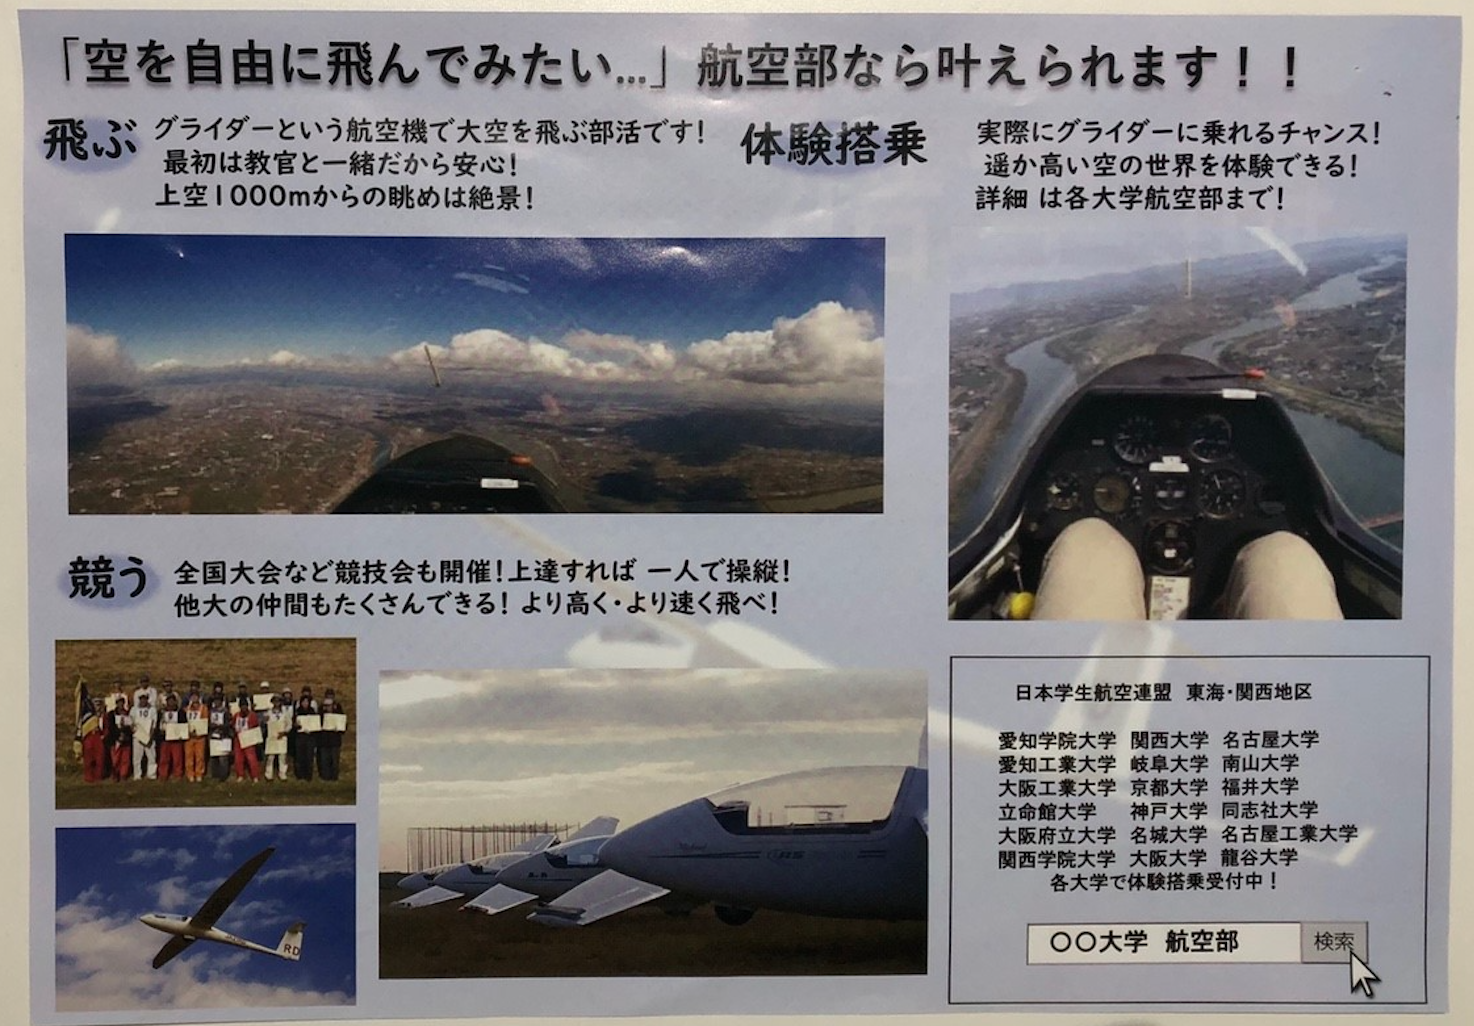 「空を自由に飛んでみたい...」航空部なら叶えられます！！
飛ぶ
グライダーという航空機で大空を飛ぶ部活です！
最初は教官と一緒だから安心！
上空1000mからの眺めは絶景！
体験搭乗
実際にグライダーに乗れるチャンス！
遥か高い空の世界を体験できる！
詳細 は各大学航空部まで！
競う
全国大会など競技会も開催！上達すれば 一人で操縦！
他大の仲間もたくさんできる！ より高く・より速く飛べ！
RD
日本学生航空連盟 東海・関西地区
愛知学院大学 関西大学 名古屋大学
愛知工業大学 岐阜大学 南山大学
大阪工業大学 京都大学 福井大学
立命館大学 神戸大学 同志社大学
大阪府立大学 名城大学 名古屋工業大学
関西学院大学 大阪大学 龍谷大学
各大学で体験搭乗受付中！
〇〇大学 航空部 検索